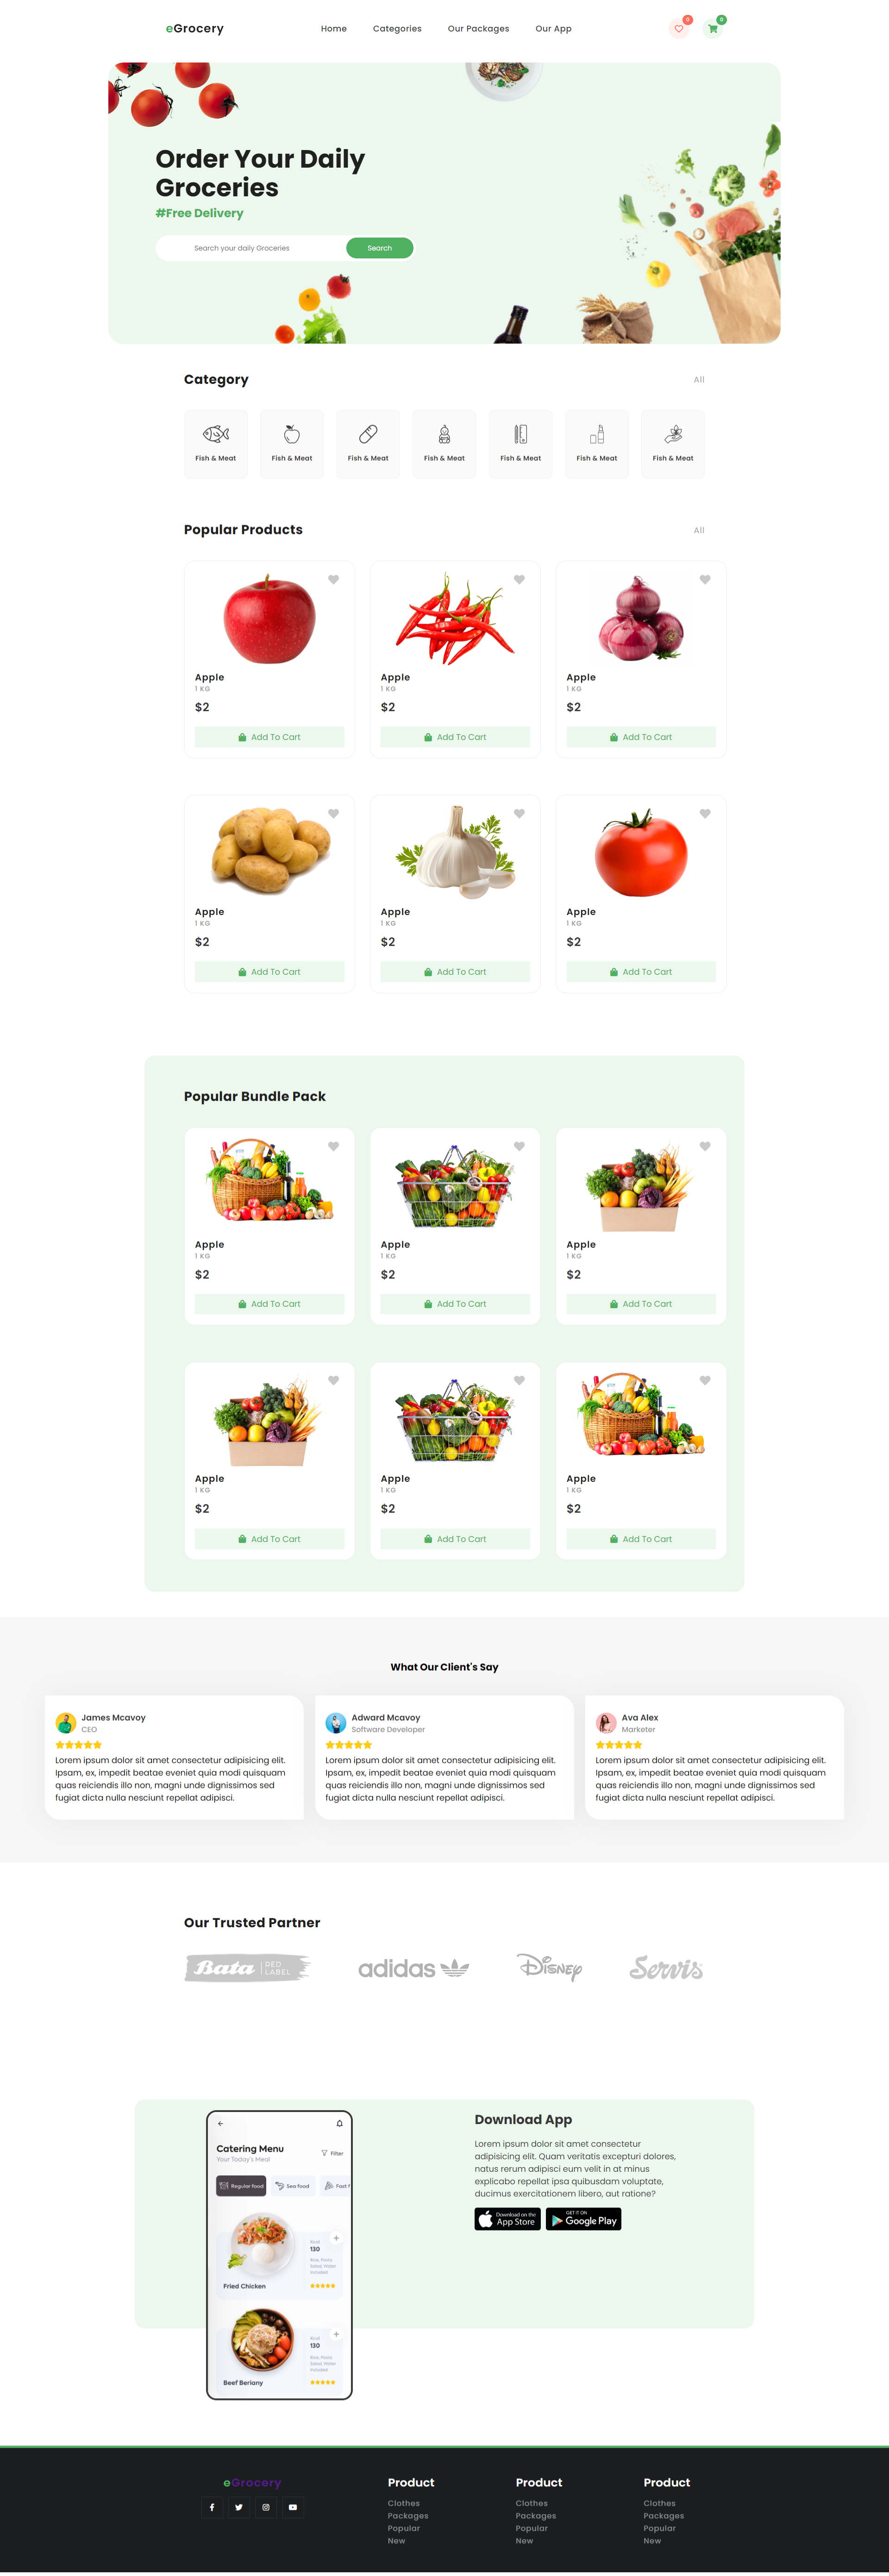 eGrocery
Home
Categories
Our Packages
Our App
0
0
Order Your Daily
Groceries
#Free Delivery
Search your daily Groceries
Search
Category
All
Fish & Meat
Fish & Meat
Fish & Meat
Fish & Meat
Fish & Meat
Fish & Meat
Fish & Meat
Popular Products
All
Apple
1 KG
$2
Add To Cart
Apple
1 KG
$2
Add To Cart
Apple
1 KG
$2
Add To Cart
Apple
1 KG
$2
Add To Cart
Apple
1 KG
$2
Add To Cart
Apple
1 KG
$2
Add To Cart
Popular Bundle Pack
Apple
1 KG
$2
Add To Cart
Apple
1 KG
$2
Add To Cart
Apple
1 KG
$2
Add To Cart
Apple
1 KG
$2
Add To Cart
Apple
1 KG
$2
Add To Cart
Apple
1 KG
$2
Add To Cart
What Our Client's Say
James Mcavoy
CEO
Lorem ipsum dolor sit amet consectetur adipisicing elit.
Ipsam, ex, impedit beatae eveniet quia modi quisquam
quas reiciendis illo non, magni unde dignissimos sed
fugiat dicta nulla nesciunt repellat adipisci.
Adward Mcavoy
Software Developer
Lorem ipsum dolor sit amet consectetur adipisicing elit.
Ipsam, ex, impedit beatae eveniet quia modi quisquam
quas reiciendis illo non, magni unde dignissimos sed
fugiat dicta nulla nesciunt repellat adipisci.
Ava Alex
Marketer
Lorem ipsum dolor sit amet consectetur adipisicing elit.
Ipsam, ex, impedit beatae eveniet quia modi quisquam
quas reiciendis illo non, magni unde dignissimos sed
fugiat dicta nulla nesciunt repellat adipisci.
Our Trusted Partner
Bata
RED
LABEL
adidas
Disney
Servis
Catering Menu
Your Today's Meal
Filter
Regular food
Sea food
Fast f
Kcal
130
Rice, Pasta
Salad, Water
Included
Fried Chicken
Kcal
130
Rice, Pasta
Salad, Water
Included
Beef Beriany
Download App
Lorem ipsum dolor sit amet consectetur
adipisicing elit. Quam veritatis excepturi dolores,
natus rerum adipisci eum velit in at minus
explicabo repellat ipsa quibusdam voluptate,
ducimus exercitationem libero, aut ratione?
Download on the
App Store
GET IT ON
Google Play
eGrocery
Product
Clothes
Packages
Popular
New
Product
Clothes
Packages
Popular
New
Product
Clothes
Packages
Popular
New